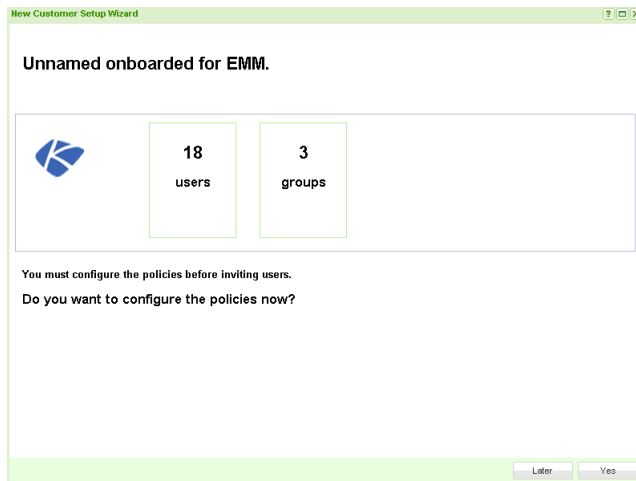 New Customer Setup Wizard
Unnamed onboarded for EMM.
18
users
3
groups
You must configure the policies before inviting users.
Do you want to configure the policies now?
Later
Yes